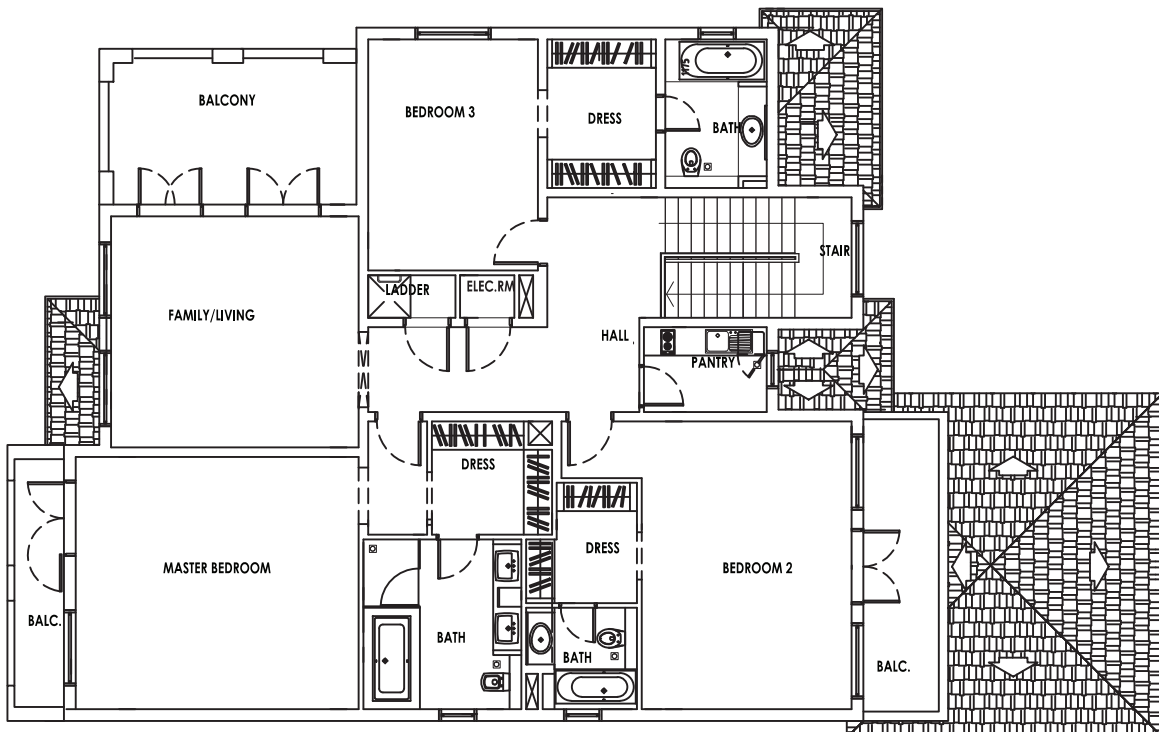 BALCONY
BEDROOM 3
DRESS
1175
BATH
STAIR
LADDER
ELEC.RM
FAMILY/LIVING
HALL
PANTRY
DRESS
MASTER BEDROOM
DRESS
BEDROOM 2
BALC.
BATH
BATH
BALC.